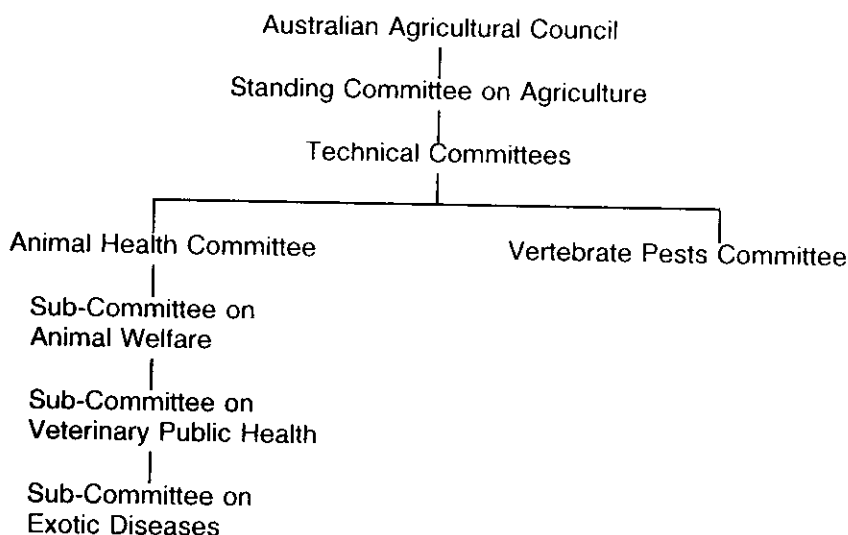 Australian Agricultural Council
Standing Committee on Agriculture
Technical Committees
Animal Health Committee
Vertebrate Pests Committee
Sub-Committee on
Animal Welfare
Sub-Committee on
Veterinary Public Health
Sub-Committee on
Exotic Diseases